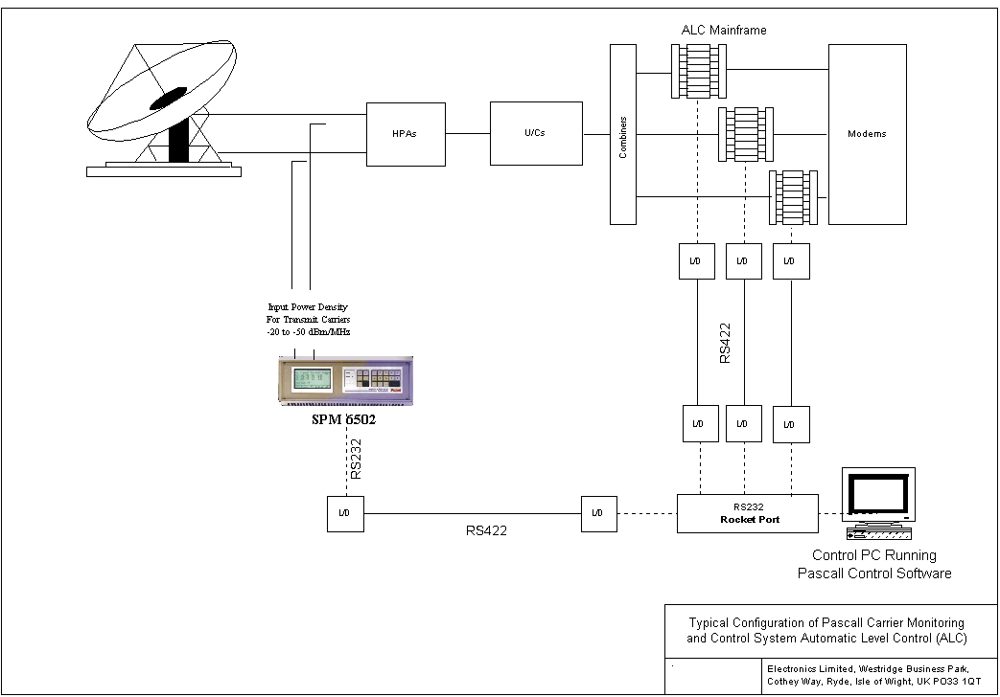 ALC Mainframe
HPAs
U/Cs
Combiners
Modems
I/D
I/D
I/D
Input Power Density
For Transmit Carriers
-20 to -50 dBm/MHz
RS422
SPM 6502
I/D
I/D
I/D
RS232
I/D
I/D
RS422
RS232
Rocket Port
Control PC Running
Pascall Control Software
Typical Configuration of Pascall Carrier Monitoring
and Control System Automatic Level Control (ALC)
Electronics Limited, Westridge Business Park,
Cothey Way, Ryde, Isle of Wight, UK PO33 1QT